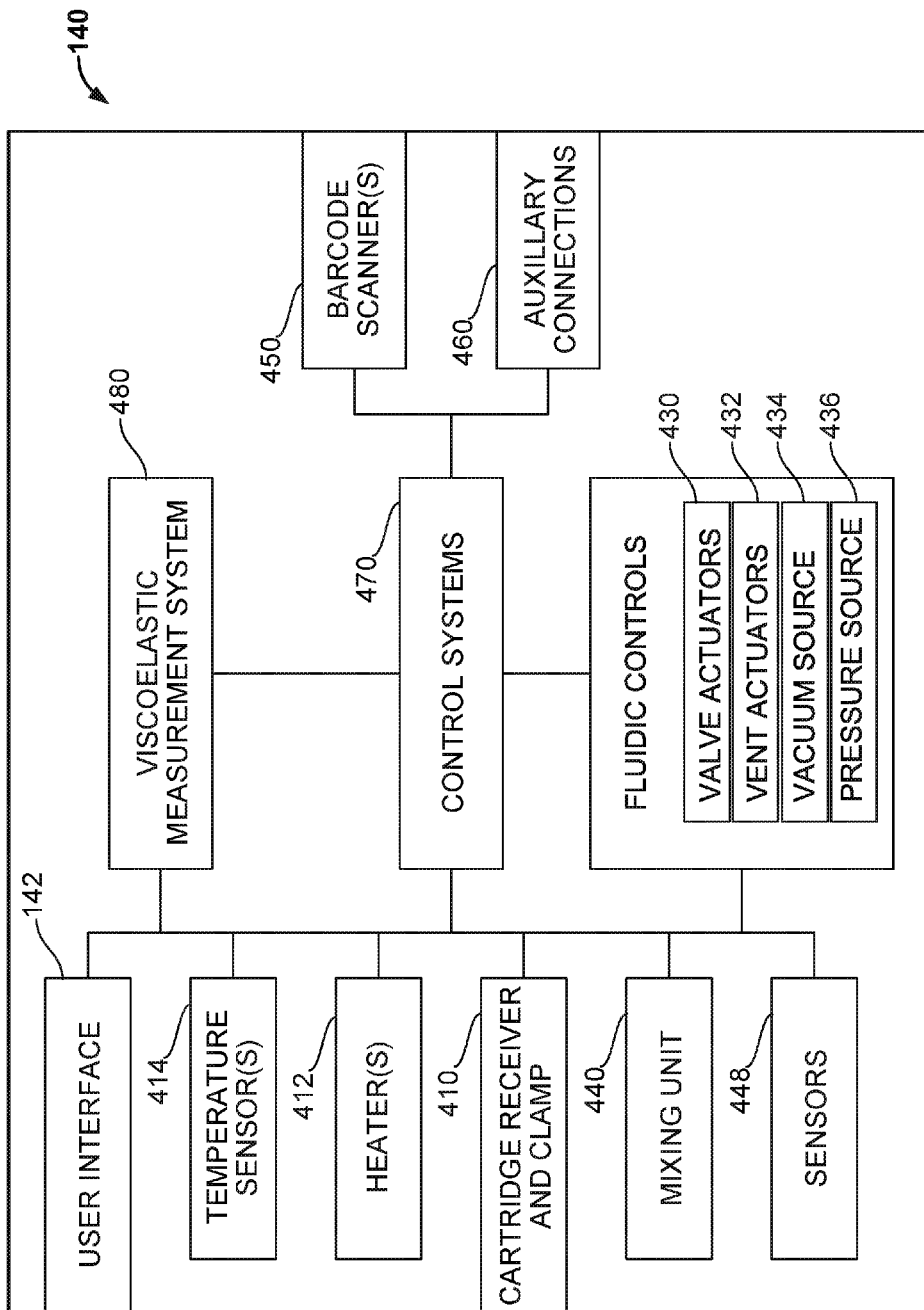 140
142
USER INTERFACE
414
TEMPERATURE
SENSOR(S)
412
HEATER(S)
410
CARTRIDGE RECEIVER
AND CLAMP
440
MIXING UNIT
448
SENSORS
480
VISCOELASTIC
MEASUREMENT SYSTEM
470
CONTROL SYSTEMS
FLUIDIC CONTROLS
VALVE ACTUATORS
430
VENT ACTUATORS
432
VACUUM SOURCE
434
PRESSURE SOURCE
436
450
BARCODE
SCANNER(S)
460
AUXILLARY
CONNECTIONS